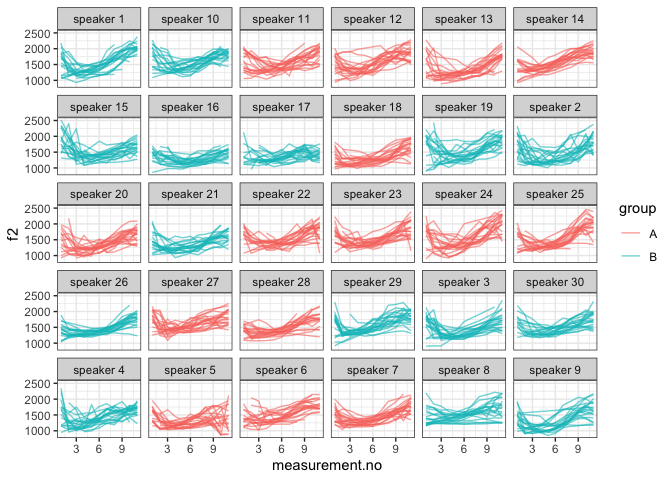 speaker 1 speaker 10 speaker 11 speaker 12 speaker 13 speaker 14
2500
2000
1500
1000
speaker 15 speaker 16 speaker 17 speaker 18 speaker 19 speaker 2
2500
2000
1500
1000
speaker 20 speaker 21 speaker 22 speaker 23 speaker 24 speaker 25
2500
2000
1500
1000
speaker 26 speaker 27 speaker 28 speaker 29 speaker 3 speaker 30
2500
2000
1500
1000
speaker 4 speaker 5 speaker 6 speaker 7 speaker 8 speaker 9
2500
2000
1500
1000
3 6 9 3 6 9 3 6 9 3 6 9 3 6 9 3 6 9
measurement.no
f2
group
A
B